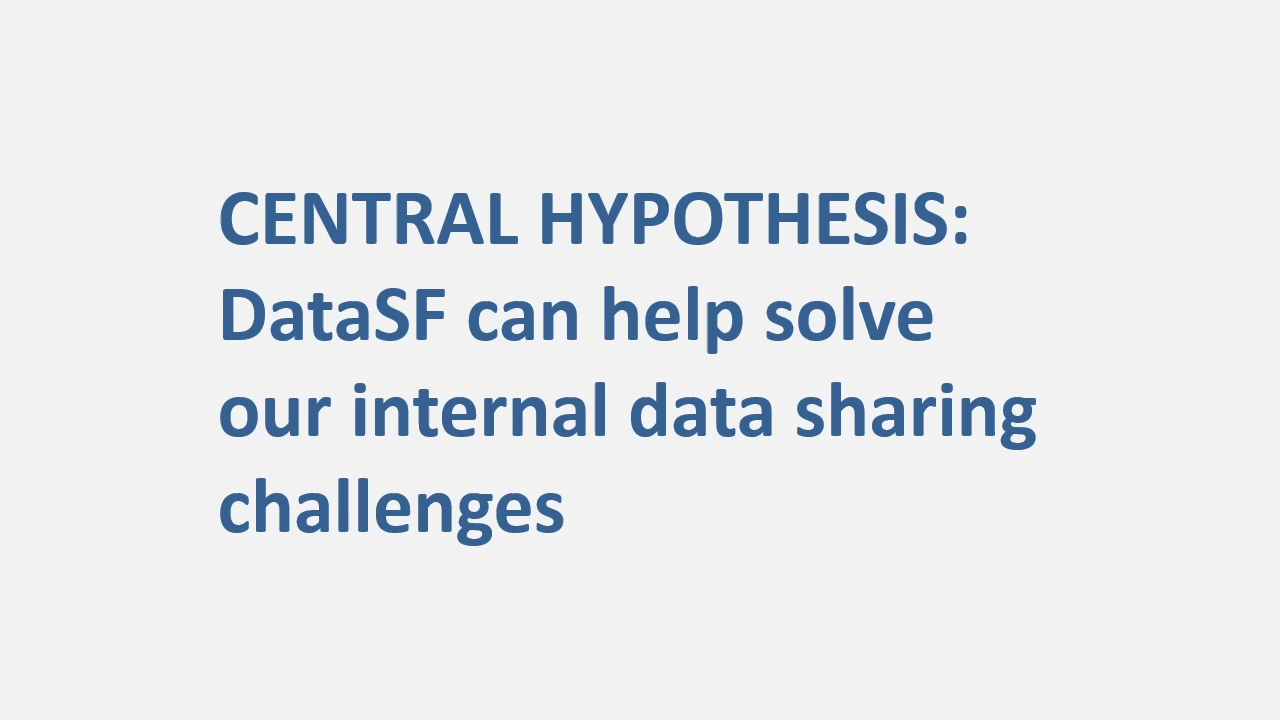 CENTRAL HYPOTHESIS:
DataSF can help solve
our internal data sharing
challenges